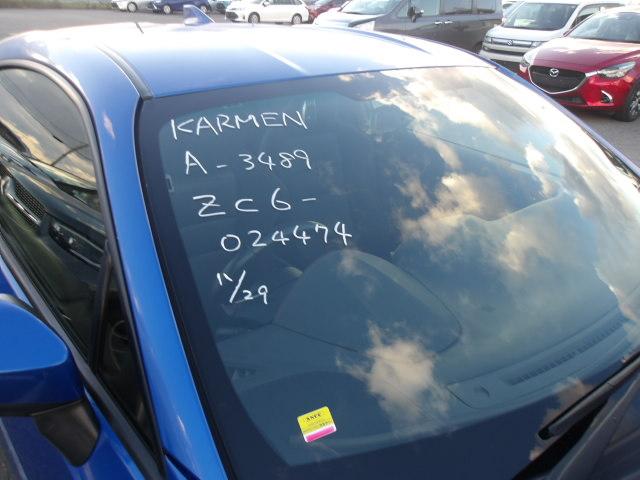 KARMEN
A-3489
ZC6-
024474
11/29